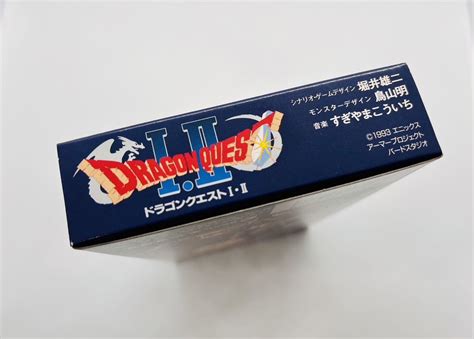 I・II
DRAGON QUEST
ドラゴンクエストI・II
シナリオ・ゲームデザイン 堀井雄二
モンスターデザイン 鳥山明
音楽 すぎやまこういち
©1993 エニックス
アーマープロジェクト
バードスタジオ